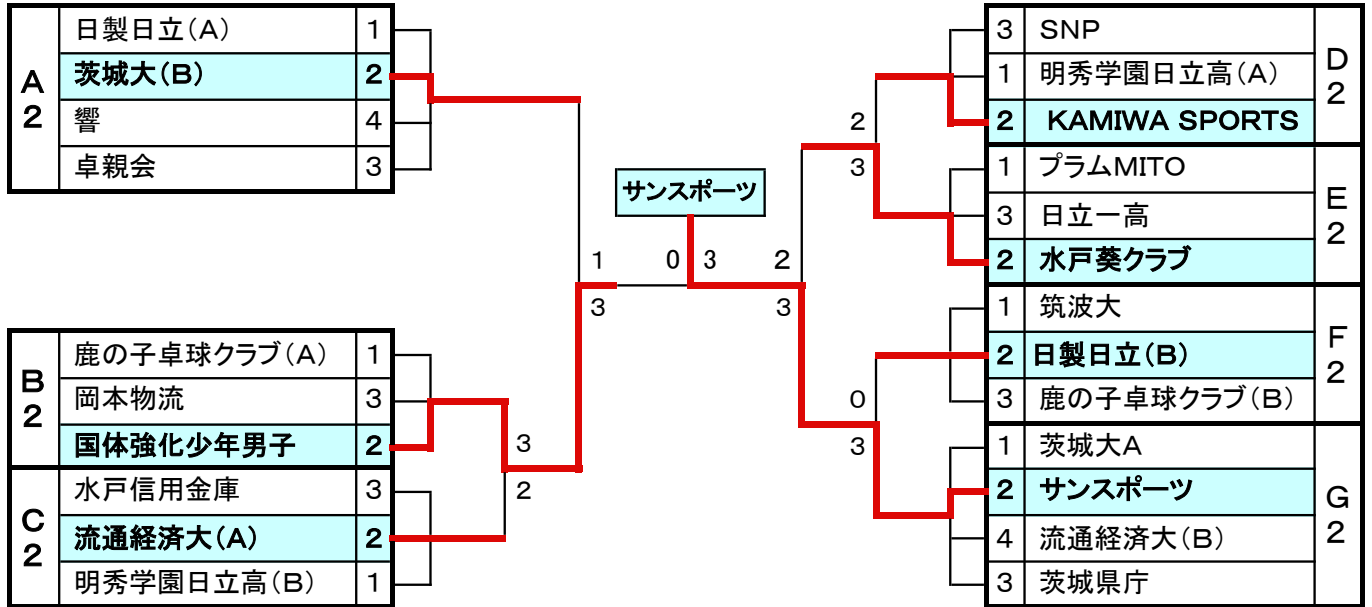 A2
日製日立(A) 1
茨城大(B) 2
響 4
卓親会 3
B2
鹿の子卓球クラブ(A) 1
岡本物流 3
国体強化少年男子 2
C2
水戸信用金庫 3
流通経済大(A) 2
明秀学園日立高(B) 1
3
2
1
3
サンスポーツ
0 3
2
3
2
3
0
3
3 SNP
1 明秀学園日立高(A)
2 KAMIWA SPORTS
D2
1 プラムMITO
3 日立一高
2 水戸葵クラブ
E2
1 筑波大
2 日製日立(B)
3 鹿の子卓球クラブ(B)
F2
1 茨城大A
2 サンスポーツ
4 流通経済大(B)
3 茨城県庁
G2